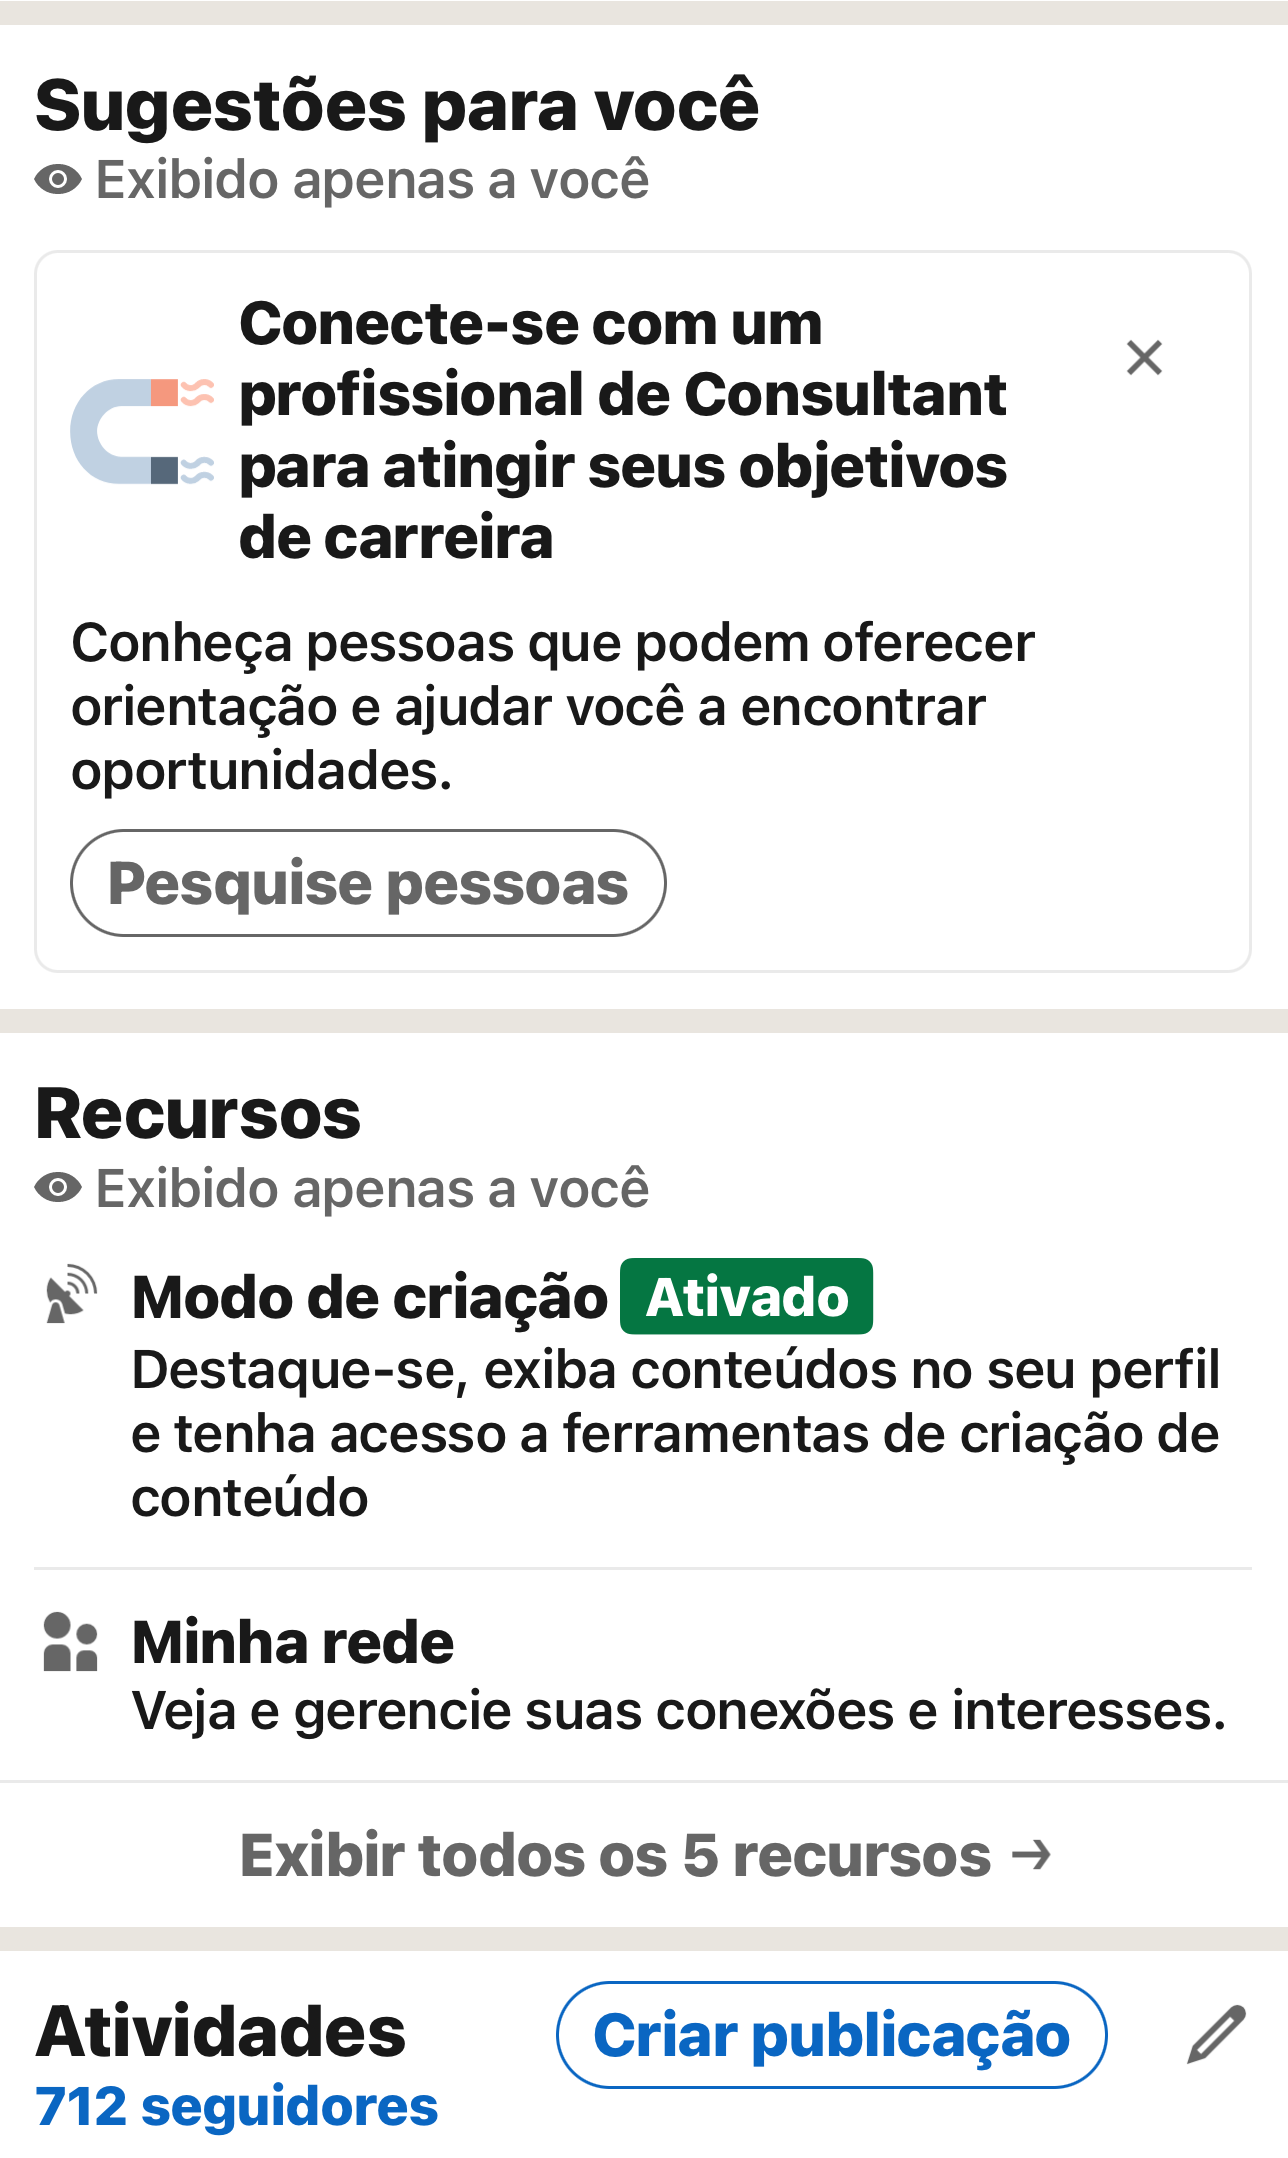 Sugestões para você
Exibido apenas a você
Conecte-se com um
profissional de Consultant
para atingir seus objetivos
de carreira
Conheça pessoas que podem oferecer
orientação e ajudar você a encontrar
oportunidades.
Pesquise pessoas
Recursos
Exibido apenas a você
Modo de criação Ativado
Destaque-se, exiba conteúdos no seu perfil
e tenha acesso a ferramentas de criação de
conteúdo
Minha rede
Veja e gerencie suas conexões e interesses.
Exibir todos os 5 recursos →
Atividades
Criar publicação
712 seguidores